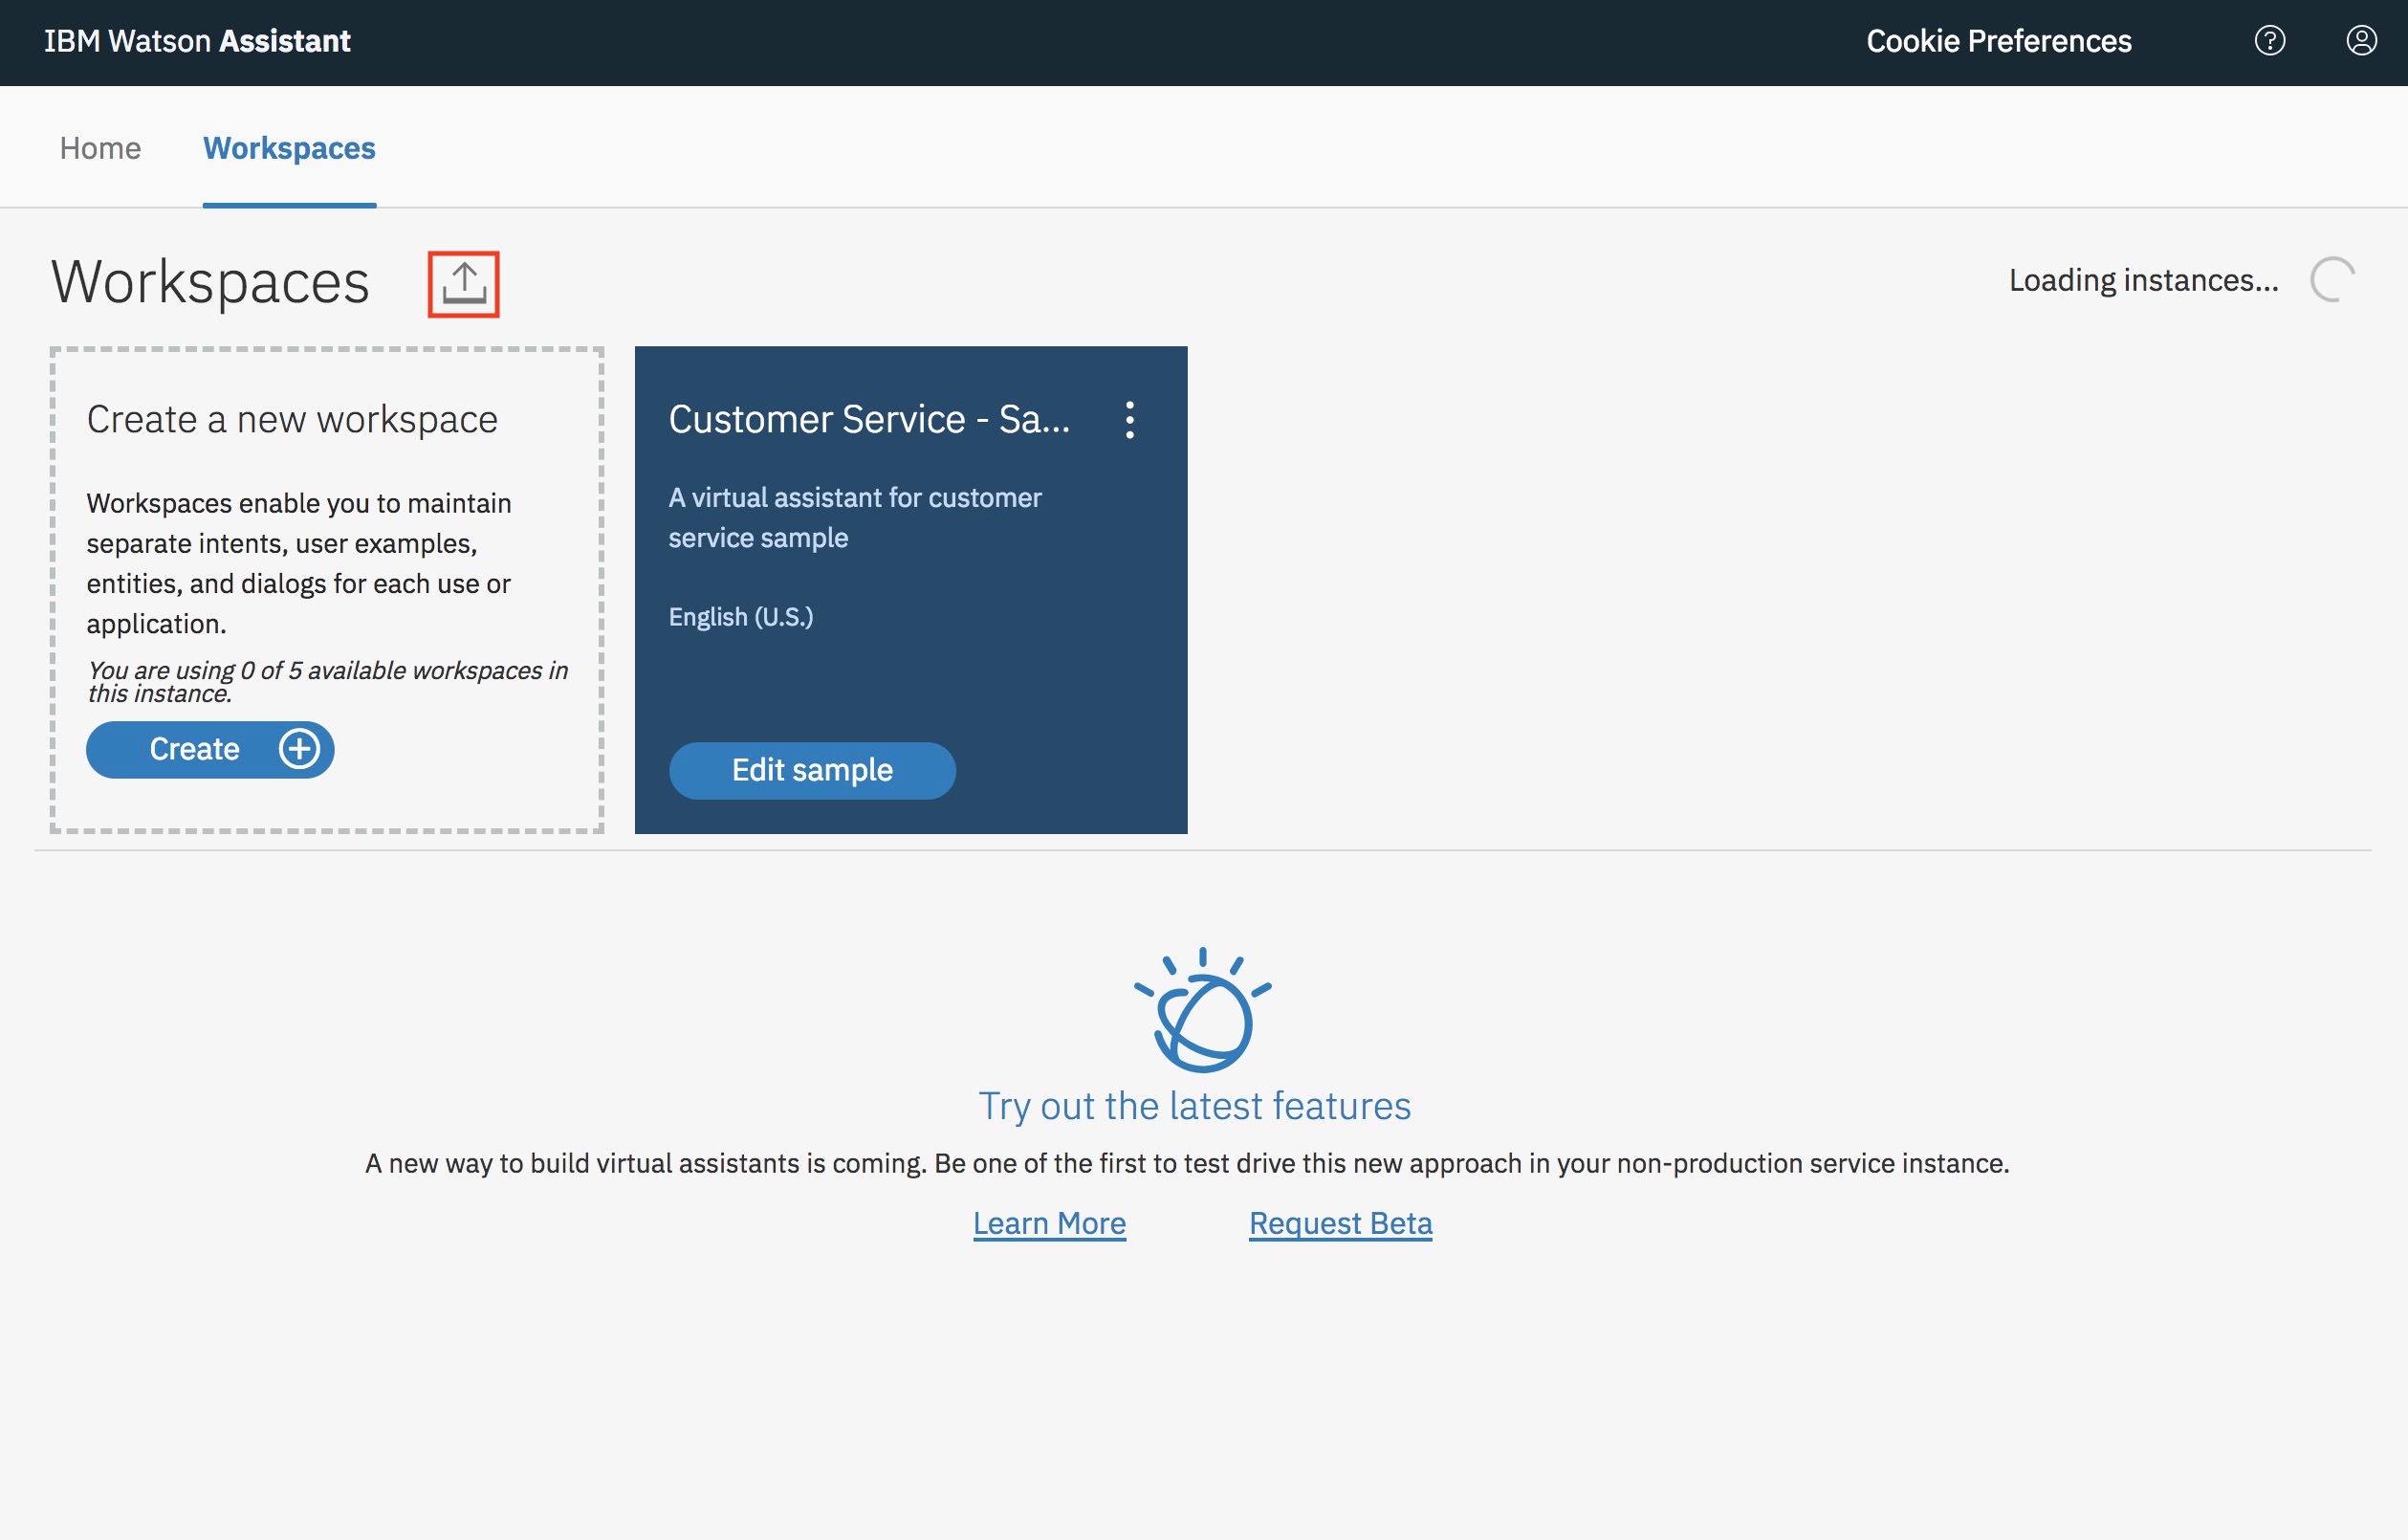 IBM Watson Assistant
Cookie Preferences
?
Home
Workspaces
Workspaces
Loading instances...
Create a new workspace
Workspaces enable you to maintain
separate intents, user examples,
entities, and dialogs for each use or
application.
You are using 0 of 5 available workspaces in
this instance.
Create
Customer Service - Sa...
A virtual assistant for customer
service sample
English (U.S.)
Edit sample
Try out the latest features
A new way to build virtual assistants is coming. Be one of the first to test drive this new approach in your non-production service instance.
Learn More
Request Beta